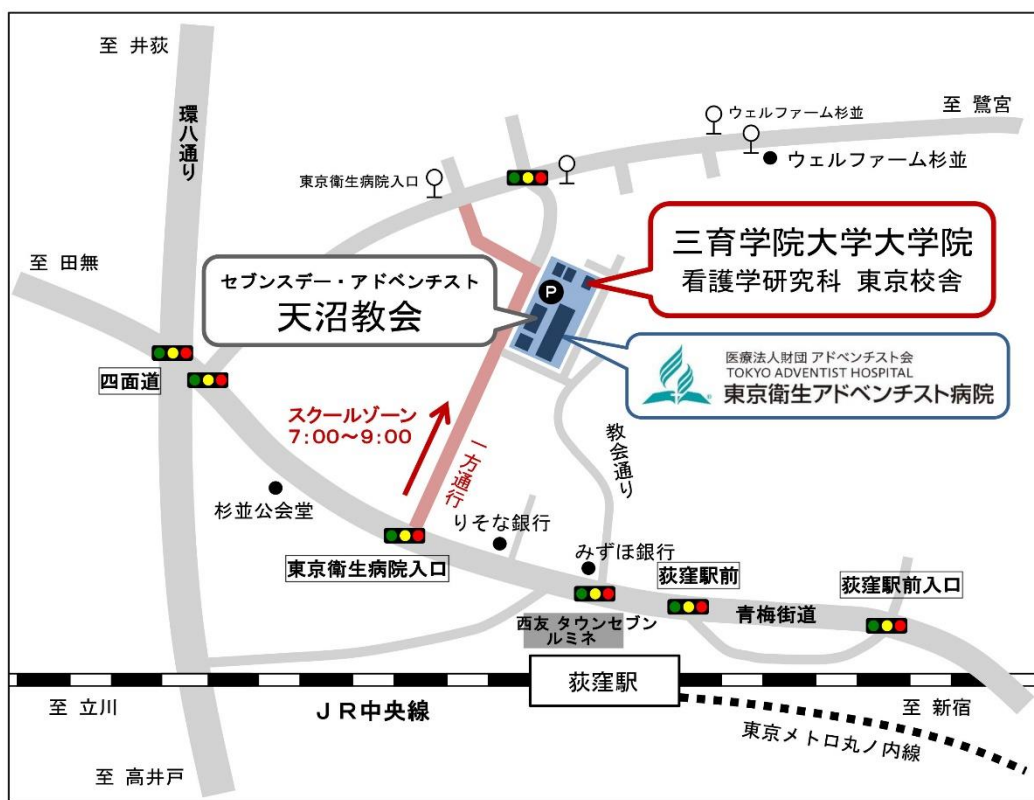 至 井荻
環八通り
至 鷺宮
ウェルファーム杉並
ウェルファーム杉並
東京衛生病院入口
三育学院大学大学院
看護学研究科 東京校舎
至 田無
セブンスデー・アドベンチスト
天沼教会
P
医療法人財団 アドベンチスト会
TOKYO ADVENTIST HOSPITAL
東京衛生アドベンチスト病院
四面道
スクールゾーン
7:00～9:00
一方通行
教会通り
杉並公会堂
りそな銀行
東京衛生病院入口
みずほ銀行
荻窪駅前
荻窪駅前入口
青梅街道
西友 タウンセブン
ルミネ
荻窪駅
至 立川
JR中央線
至 新宿
東京メトロ丸ノ内線
至 高井戸